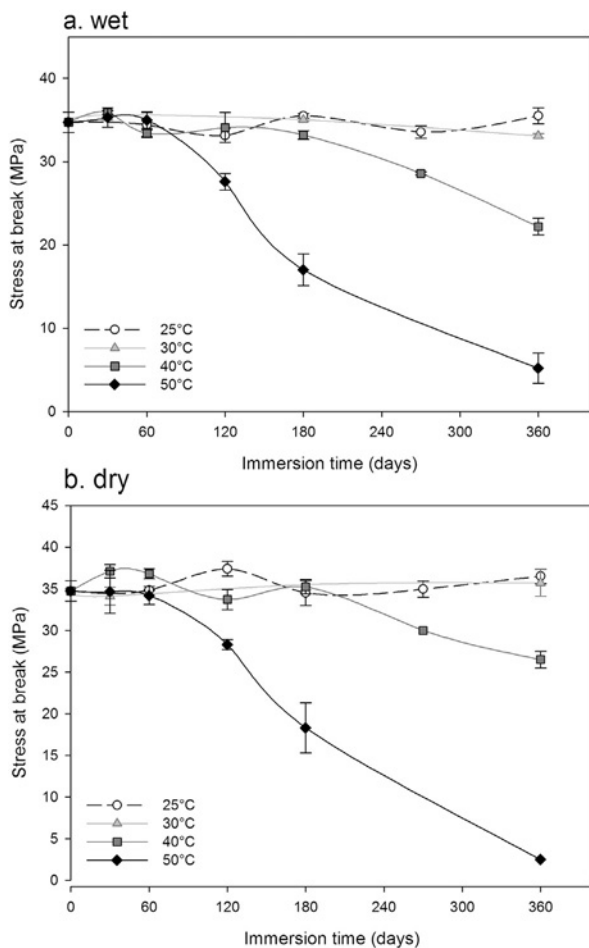 a. wet
40
30
20
10
0
Stress at break (MPa)
25°C
30°C
40°C
50°C
0 60 120 180 240 300 360
Immersion time (days)
b. dry
45
40
35
30
25
20
15
10
5
0
Stress at break (MPa)
25°C
30°C
40°C
50°C
0 60 120 180 240 300 360
Immersion time (days)